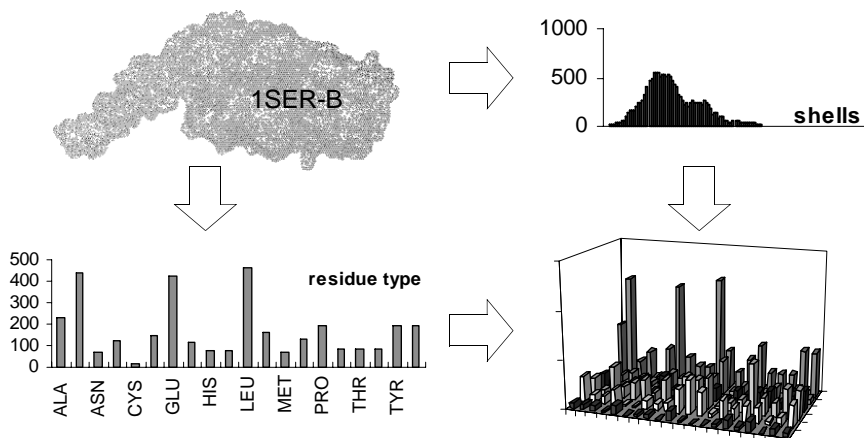 1SER-B
1000
500
0
shells
500
400
300
200
100
0
residue type
ALA
ASN
CYS
GLU
HIS
LEU
MET
PRO
THR
TYR